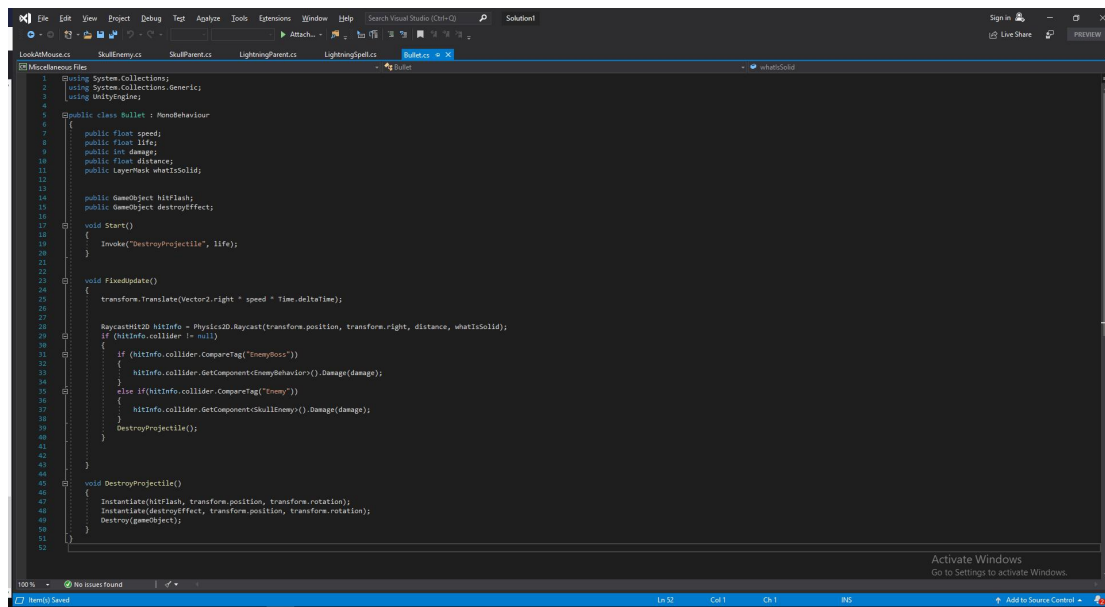 File Edit View Project Debug Test Analyze Tools Extensions Window Help Search Visual Studio (Ctrl+Q) Solution1 Sign in
Attach... Live Share PREVIEW
LookAtMouse.cs SkullEnemy.cs SkullParent.cs LightningParent.cs LightningSpell.cs Bullet.cs
Miscellaneous Files Bullet whatIsSolid
1 using System.Collections;
2 using System.Collections.Generic;
3 using UnityEngine;
4
5 public class Bullet : MonoBehaviour
6 {
7 public float speed;
8 public float life;
9 public int damage;
10 public float distance;
11 public LayerMask whatIsSolid;
12
13
14 public GameObject hitFlash;
15 public GameObject destroyEffect;
16
17 void Start()
18 {
19 Invoke("DestroyProjectile", life);
20 }
21
22
23 void FixedUpdate()
24 {
25 transform.Translate(Vector2.right * speed * Time.deltaTime);
26
27
28 RaycastHit2D hitInfo = Physics2D.Raycast(transform.position, transform.right, distance, whatIsSolid);
29 if (hitInfo.collider != null)
30 {
31 if (hitInfo.collider.CompareTag("EnemyBoss"))
32 {
33 hitInfo.collider.GetComponent<EnemyBehavior>().Damage(damage);
34 }
35 else if(hitInfo.collider.CompareTag("Enemy"))
36 {
37 hitInfo.collider.GetComponent<SkullEnemy>().Damage(damage);
38 }
39 DestroyProjectile();
40 }
41
42
43 }
44
45 void DestroyProjectile()
46 {
47 Instantiate(hitFlash, transform.position, transform.rotation);
48 Instantiate(destroyEffect, transform.position, transform.rotation);
49 Destroy(gameObject);
50 }
51 }
52
Activate Windows
Go to Settings to activate Windows.
100 % No issues found
Item(s) Saved Ln 52 Col 1 Ch 1 INS Add to Source Control 2